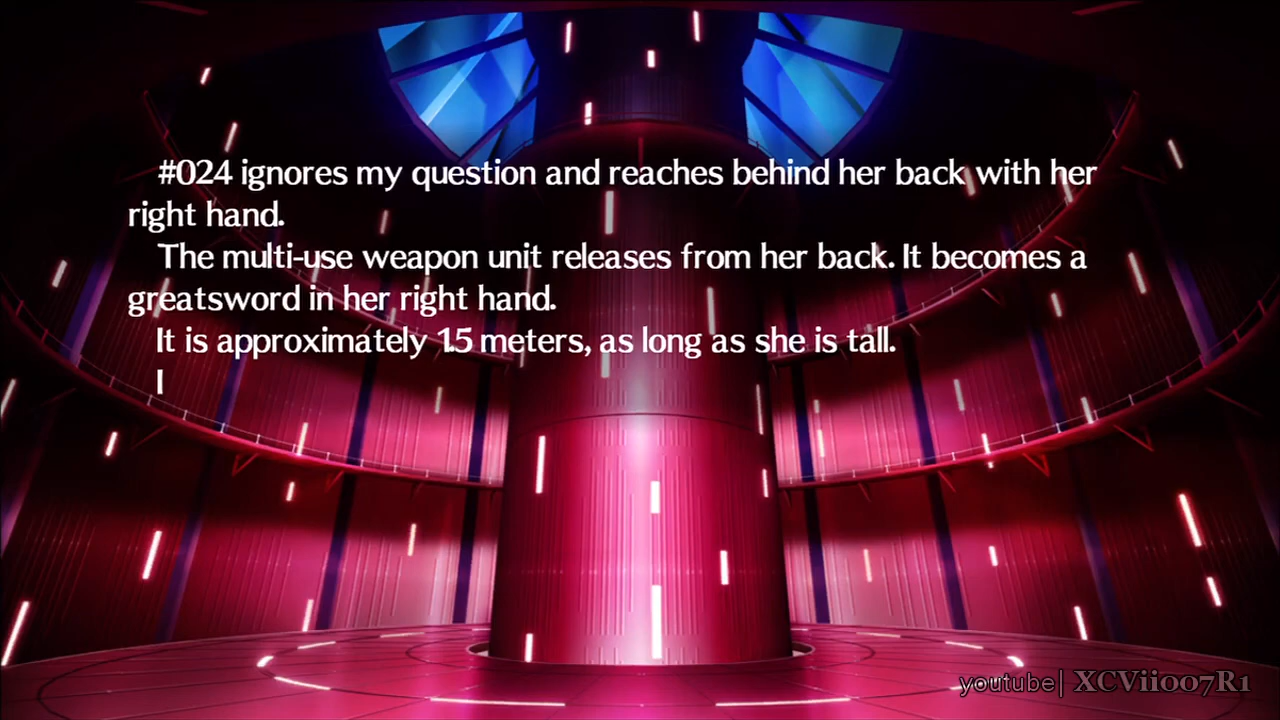 #024 ignores my question and reaches behind her back with her
right hand.
The multi-use weapon unit releases from her back. It becomes a
greatsword in her right hand.
It is approximately 1.5 meters, as long as she is tall.
I
youtube| XCVii007R1